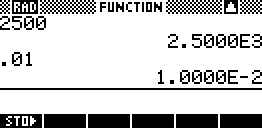 RAD FUNCTION
2500
2.5000E3
.01
1.0000E-2
STO▶